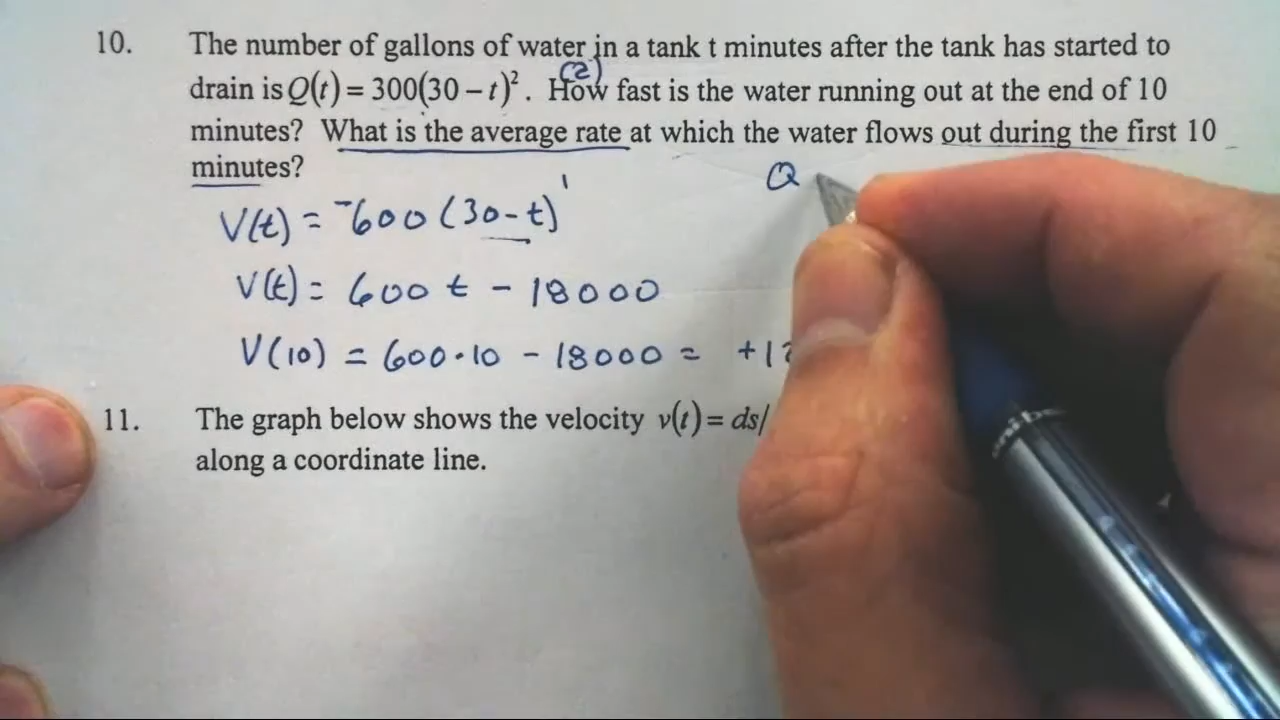 10. The number of gallons of water in a tank t minutes after the tank has started to
drain is Q(t) = 300(30 − t)². How fast is the water running out at the end of 10
(2)
minutes? What is the average rate at which the water flows out during the first 10
minutes?
Q
V(t) = ⁻600 (30-t)¹
V(t) = 600 t - 18000
V(10) = 600·10 - 18000 = +12
11. The graph below shows the velocity v(t) = ds/
along a coordinate line.